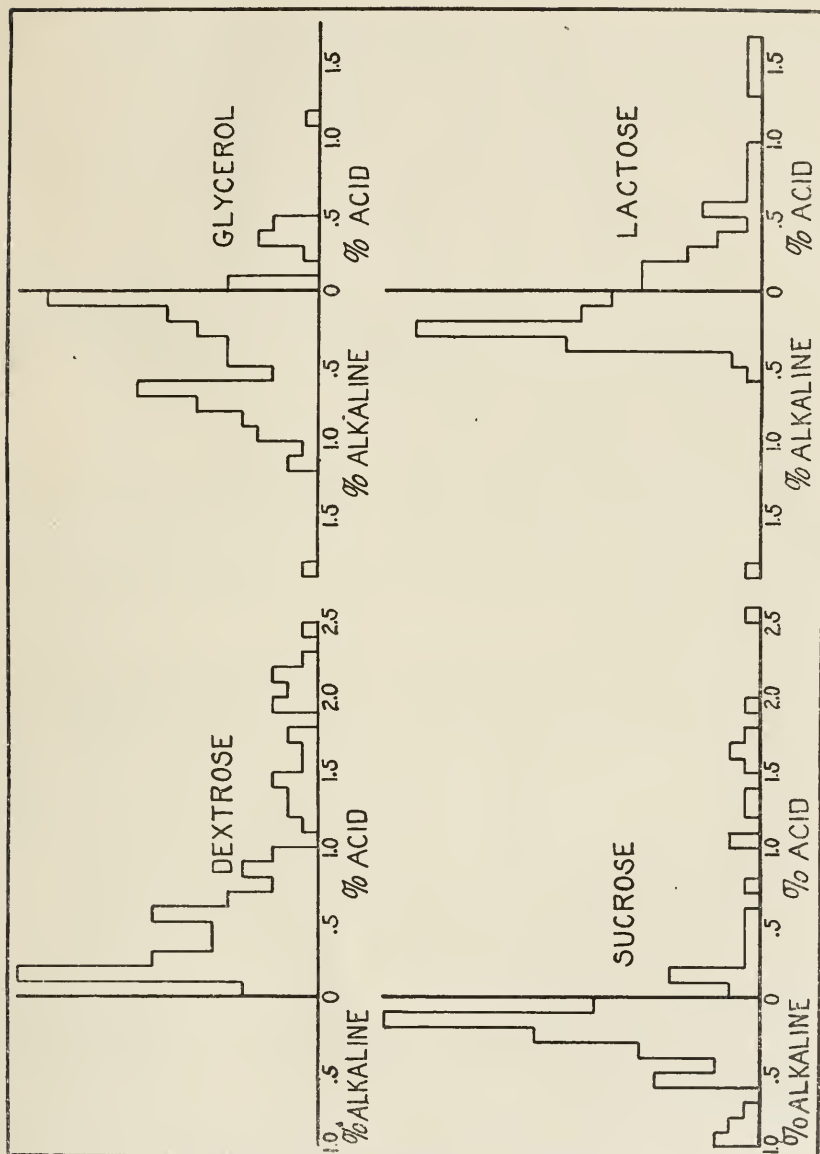 DEXTROSE
1.0 .5 0 .5 1.0 1.5 2.0 2.5
% ALKALINE % ACID
GLYCEROL
1.5 1.0 .5 0 .5 1.0 1.5
% ALKALINE % ACID
SUCROSE
1.0 .5 0 .5 1.0 1.5 2.0 2.5
% ALKALINE % ACID
LACTOSE
1.5 1.0 .5 0 .5 1.0 1.5
% ALKALINE % ACID